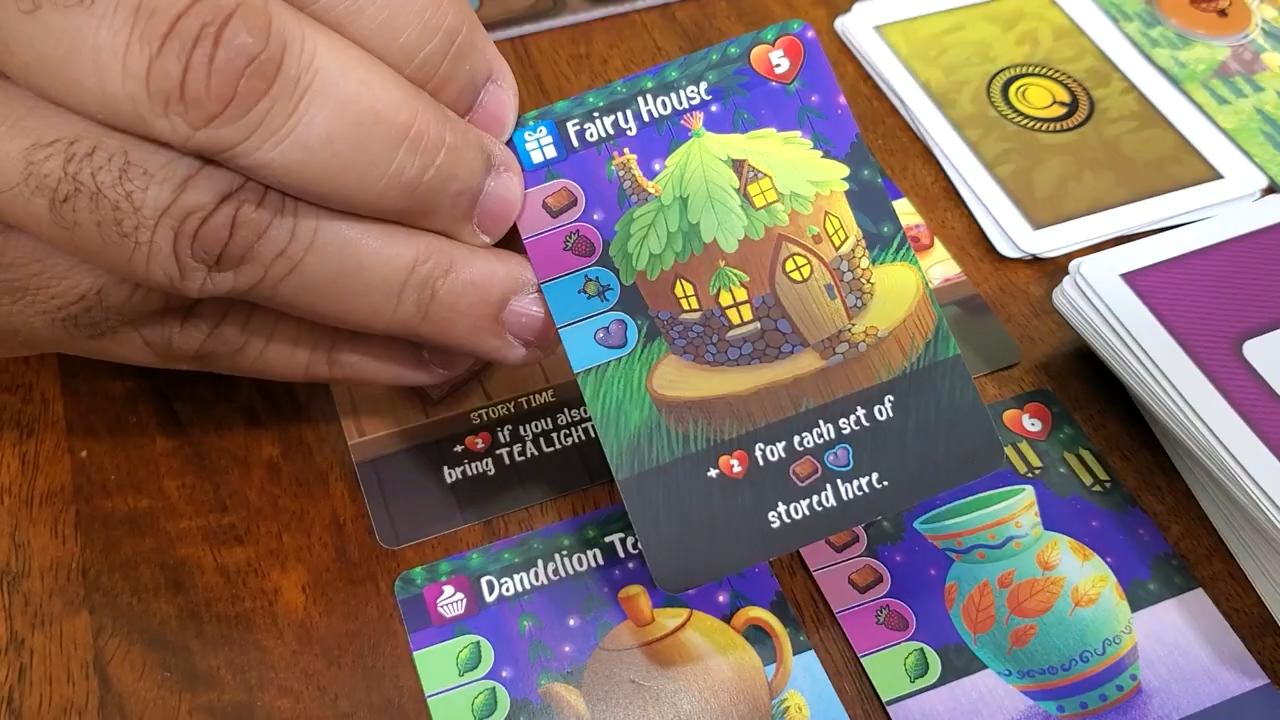 5
Fairy House
+2 for each set of
stored here.
STORY TIME
+2 if you also
bring TEA LIGHT
6
Dandelion Te